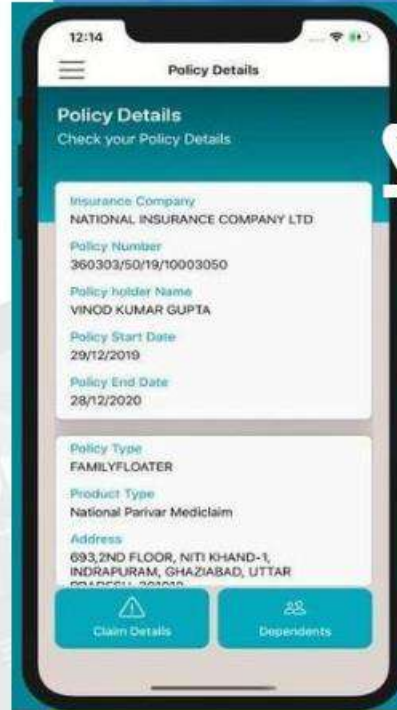 12:14
Policy Details
Policy Details
Check your Policy Details
Insurance Company
NATIONAL INSURANCE COMPANY LTD
Policy Number
360303/50/19/10003050
Policy holder Name
VINOD KUMAR GUPTA
Policy Start Date
29/12/2019
Policy End Date
28/12/2020
Policy Type
FAMILYFLOATER
Product Type
National Parivar Mediclaim
Address
693,2ND FLOOR, NITI KHAND-1,
INDRAPURAM, GHAZIABAD, UTTAR
Claim Details
Dependents